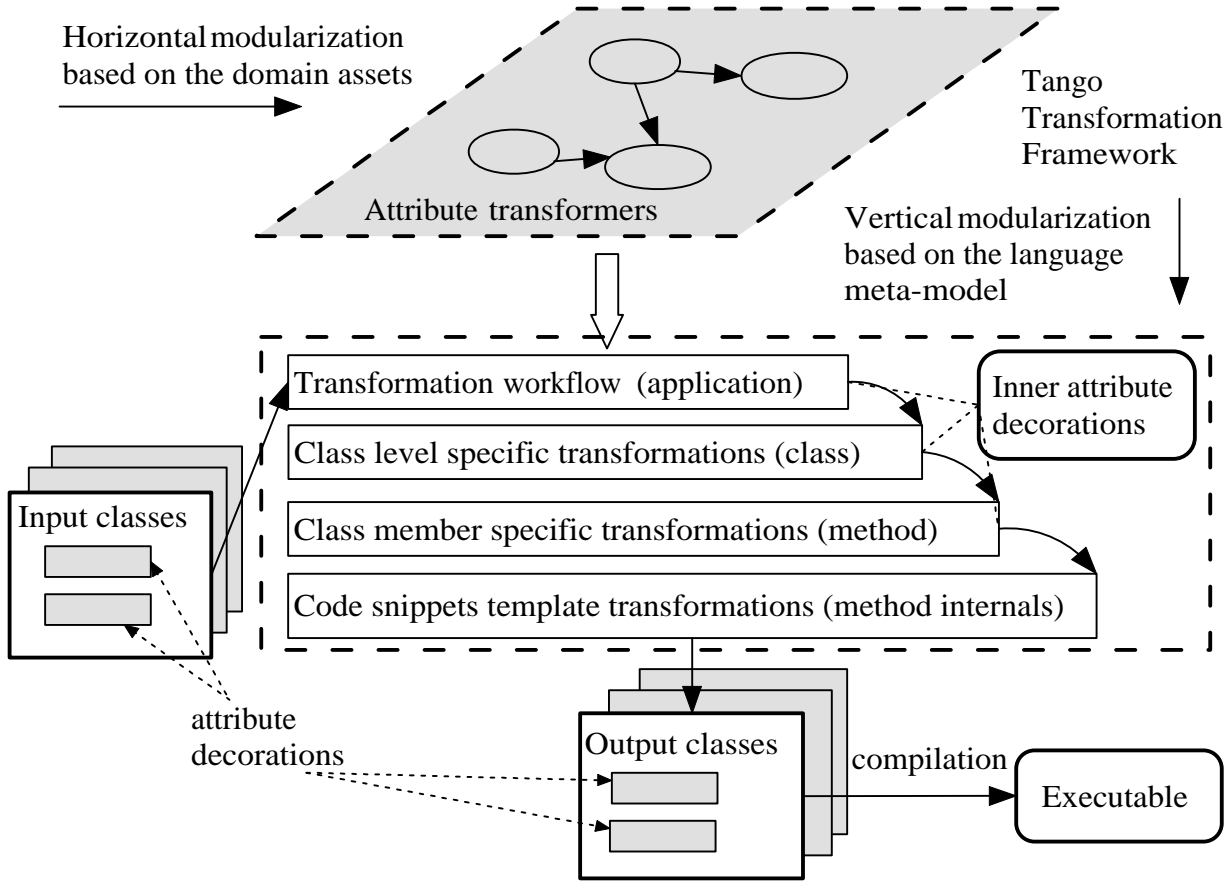 Horizontal modularization
based on the domain assets
Tango
Transformation
Framework
Attribute transformers
Vertical modularization
based on the language
meta-model
Transformation workflow (application)
Inner attribute
decorations
Class level specific transformations (class)
Input classes
Class member specific transformations (method)
Code snippets template transformations (method internals)
attribute
decorations
Output classes
compilation
Executable